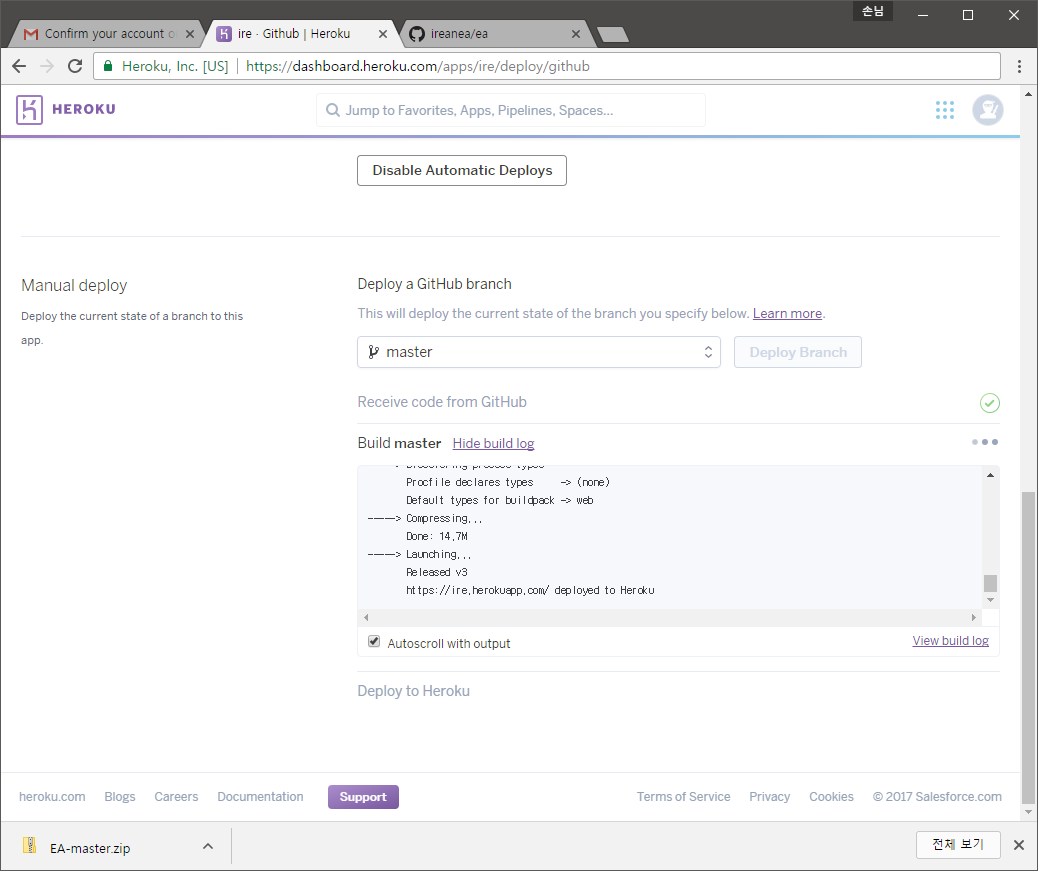 손님
Confirm your account o
ire · Github | Heroku
ireanea/ea
Heroku, Inc. [US]
https://dashboard.heroku.com/apps/ire/deploy/github
HEROKU
Jump to Favorites, Apps, Pipelines, Spaces...
Disable Automatic Deploys
Manual deploy
Deploy the current state of a branch to this
app.
Deploy a GitHub branch
This will deploy the current state of the branch you specify below. Learn more.
master
Deploy Branch
Receive code from GitHub
Build master Hide build log
Procfile declares types -> (none)
Default types for buildpack -> web
-----> Compressing...
Done: 14.7M
-----> Launching...
Released v3
https://ire.herokuapp.com/ deployed to Heroku
Autoscroll with output
View build log
Deploy to Heroku
heroku.com Blogs Careers Documentation Support Terms of Service Privacy Cookies © 2017 Salesforce.com
EA-master.zip
전체 보기